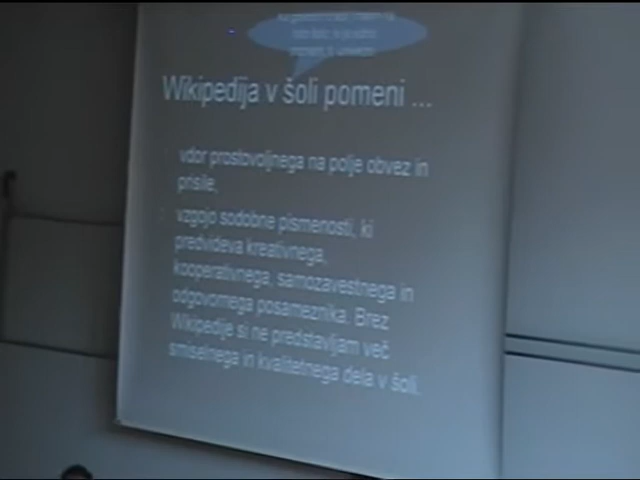 Wikipedija v šoli pomeni ...
vdor prostovoljnega na polje obvez in
prisile,
vzgojo sodobne pismenosti, ki
predvideva kreativnega,
kooperativnega, samozavestnega in
odgovornega posameznika. Brez
Wikipedije si ne predstavljam več
smiselnega in kvalitetnega dela v šoli.